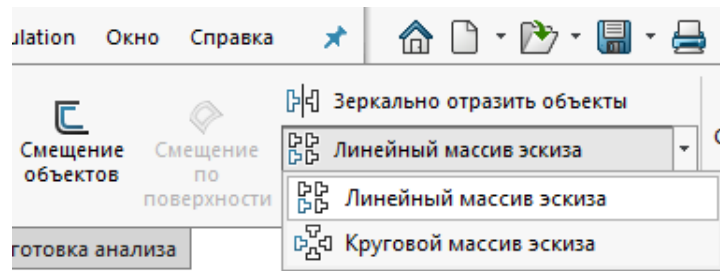 ulation Окно Справка
Зеркально отразить объекты
Смещение объектов
Смещение по поверхности
Линейный массив эскиза
Линейный массив эскиза
Круговой массив эскиза
готовка анализа